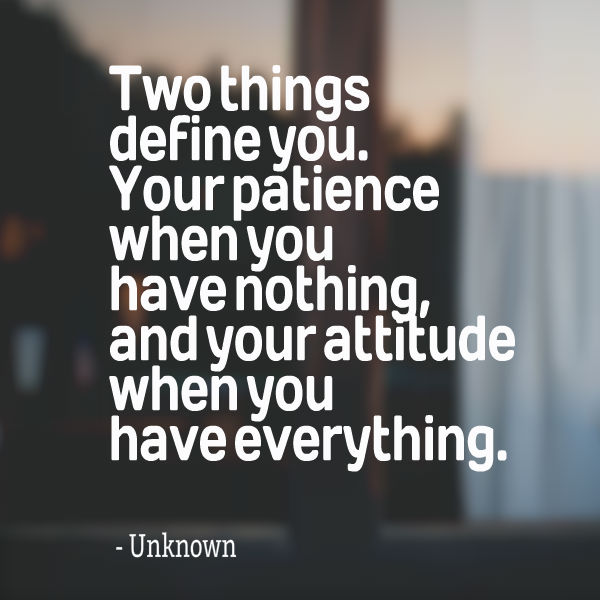 Two things
define you.
Your patience
when you
have nothing,
and your attitude
when you
have everything.
- Unknown